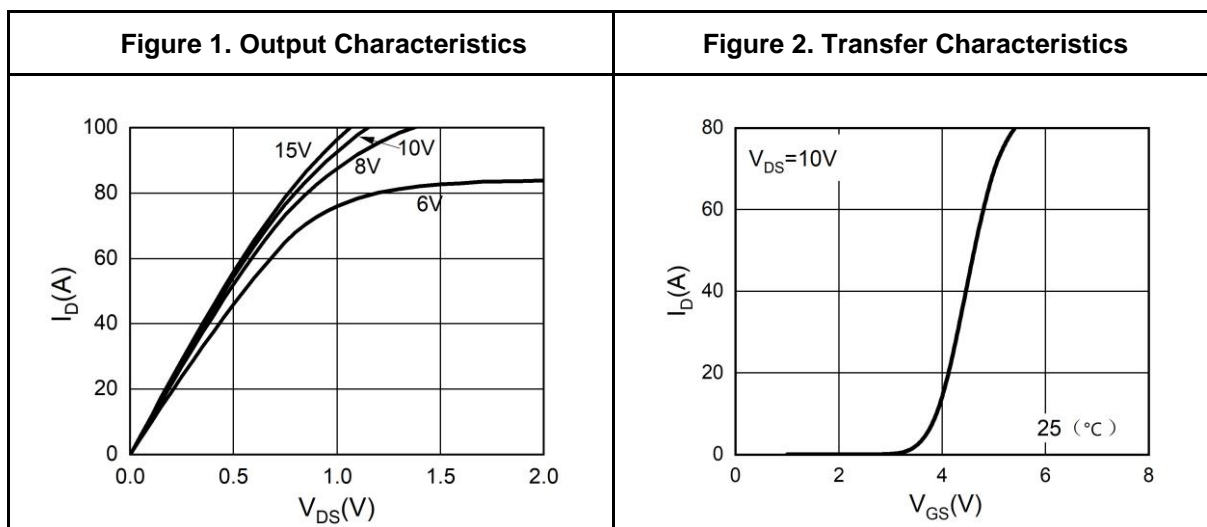 Figure 1. Output Characteristics
Figure 2. Transfer Characteristics
100
80
60
40
20
0
0.0 0.5 1.0 1.5 2.0
I_D(A)
V_DS(V)
15V
10V
8V
6V
80
60
40
20
0
0 2 4 6 8
I_D(A)
V_GS(V)
V_DS=10V
25（℃）